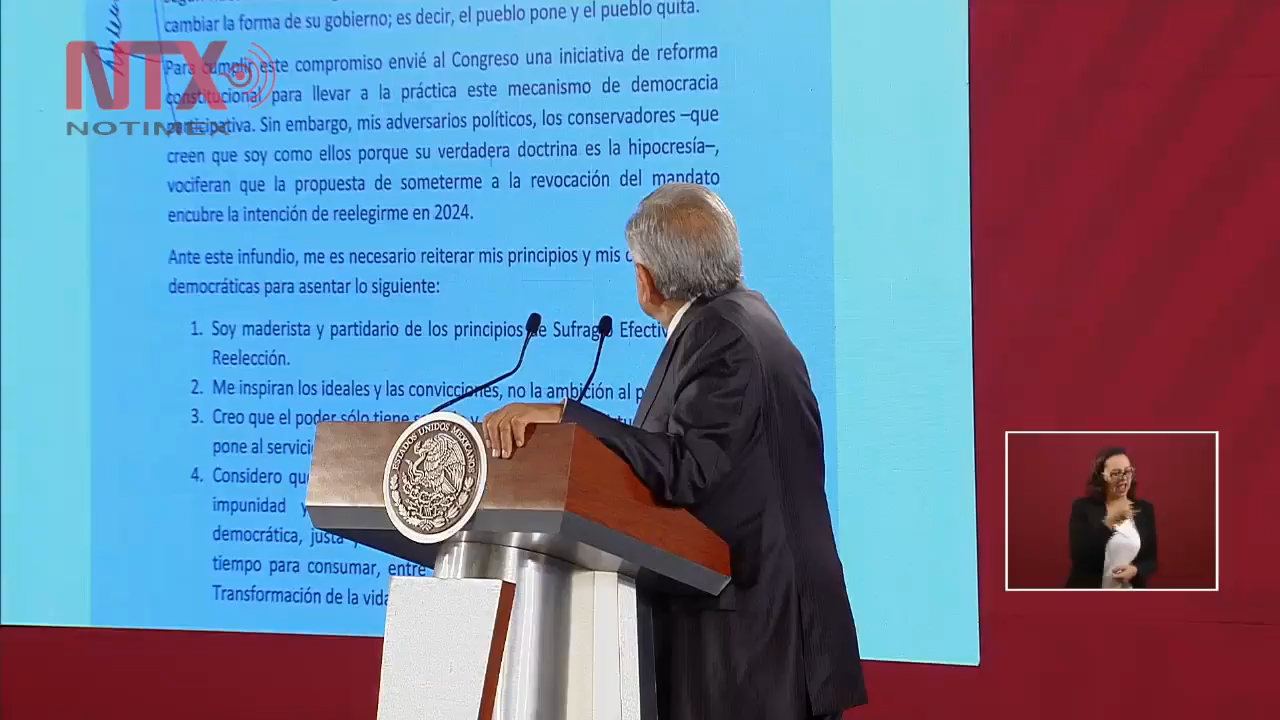 cambiar la forma de su gobierno; es decir, el pueblo pone y el pueblo quita.
NTX
NOTIMEX
Para cumplir este compromiso envié al Congreso una iniciativa de reforma
constitucional para llevar a la práctica este mecanismo de democracia
participativa. Sin embargo, mis adversarios políticos, los conservadores –que
creen que soy como ellos porque su verdadera doctrina es la hipocresía–,
vociferan que la propuesta de someterme a la revocación del mandato
encubre la intención de reelegirme en 2024.
Ante este infundio, me es necesario reiterar mis principios y mis
democráticas para asentar lo siguiente:
1. Soy maderista y partidario de los principios de Sufragio
Reelección.
2. Me inspiran los ideales y las convicciones, no la ambición al
3. Creo que el poder sólo tiene
pone al
4. Considero
impunidad y
democrática, justa
tiempo para consumar, entre
Transformación de la vida
ESTADOS UNIDOS MEXICANOS